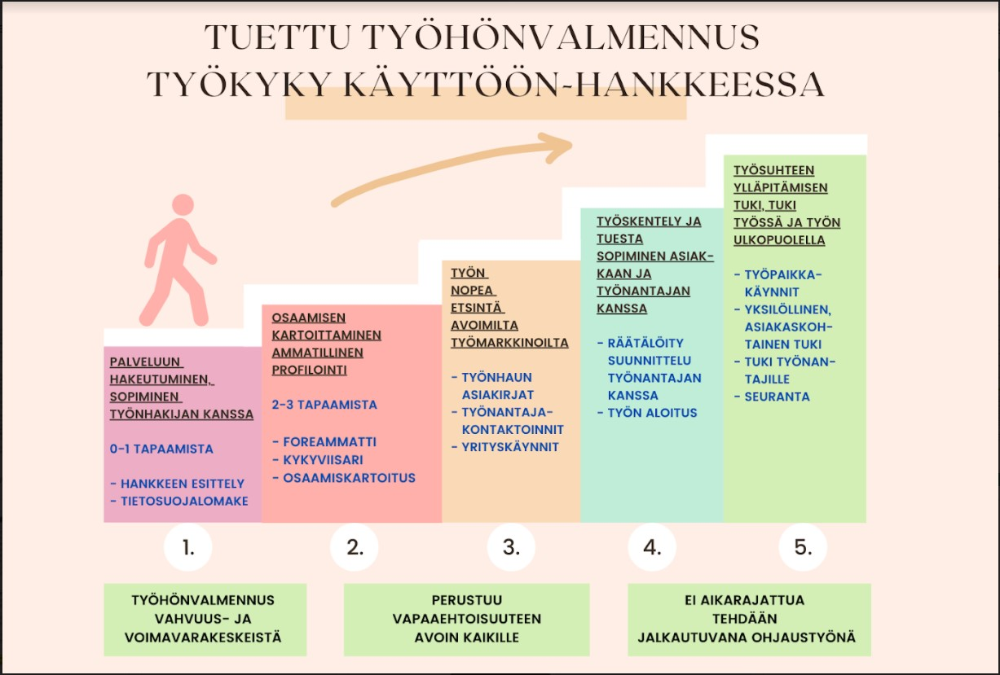 TUETTU TYÖHÖNVALMENNUS
TYÖKYKY KÄYTTÖÖN-HANKKEESSA
PALVELUUN
HAKEUTUMINEN,
SOPIMINEN
TYÖNHAKIJAN KANSSA
0-1 TAPAAMISTA
- HANKKEEN ESITTELY
- TIETOSUOJALOMAKE
OSAAMISEN
KARTOITTAMINEN
AMMATILLINEN
PROFILOINTI
2-3 TAPAAMISTA
- FOREAMMATTI
- KYKYVIISARI
- OSAAMISKARTOITUS
TYÖN
NOPEA
ETSINTÄ
AVOIMILTA
TYÖMARKKINOILTA
- TYÖNHAUN
ASIAKIRJAT
- TYÖNANTAJA-
KONTAKTOINNIT
- YRITYSKÄYNNIT
TYÖSKENTELY JA
TUESTA
SOPIMINEN ASIAK-
KAAN JA
TYÖNANTAJAN
KANSSA
- RÄÄTÄLÖITY
SUUNNITTELU
TYÖNANTAJAN
KANSSA
- TYÖN ALOITUS
TYÖSUHTEEN
YLLÄPITÄMISEN
TUKI, TUKI
TYÖSSÄ JA TYÖN
ULKOPUOLELLA
- TYÖPAIKKA-
KÄYNNIT
- YKSILÖLLINEN,
ASIAKASKOH-
TAINEN TUKI
- TUKI TYÖNAN-
TAJILLE
- SEURANTA
1.
2.
3.
4.
5.
TYÖHÖNVALMENNUS
VAHVUUS- JA
VOIMAVARAKESKEISTÄ
PERUSTUU
VAPAAEHTOISUUTEEN
AVOIN KAIKILLE
EI AIKARAJATTUA
TEHDÄÄN
JALKAUTUVANA OHJAUSTYÖNÄ